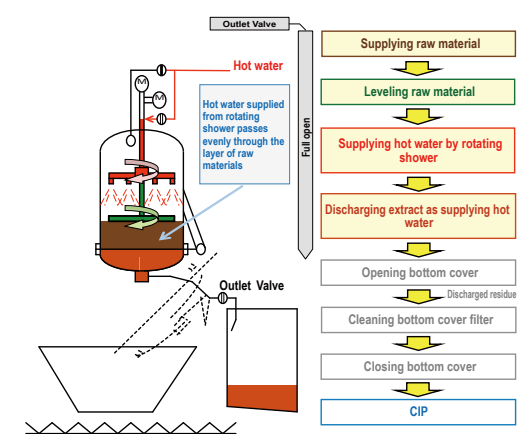 Outlet Valve
Hot water
M
M
Hot water supplied
from rotating
shower passes
evenly through the
layer of raw
materials
Outlet Valve
Full open
Supplying raw material
Leveling raw material
Supplying hot water by rotating
shower
Discharging extract as supplying hot
water
Opening bottom cover
Discharged residue
Cleaning bottom cover filter
Closing bottom cover
CIP